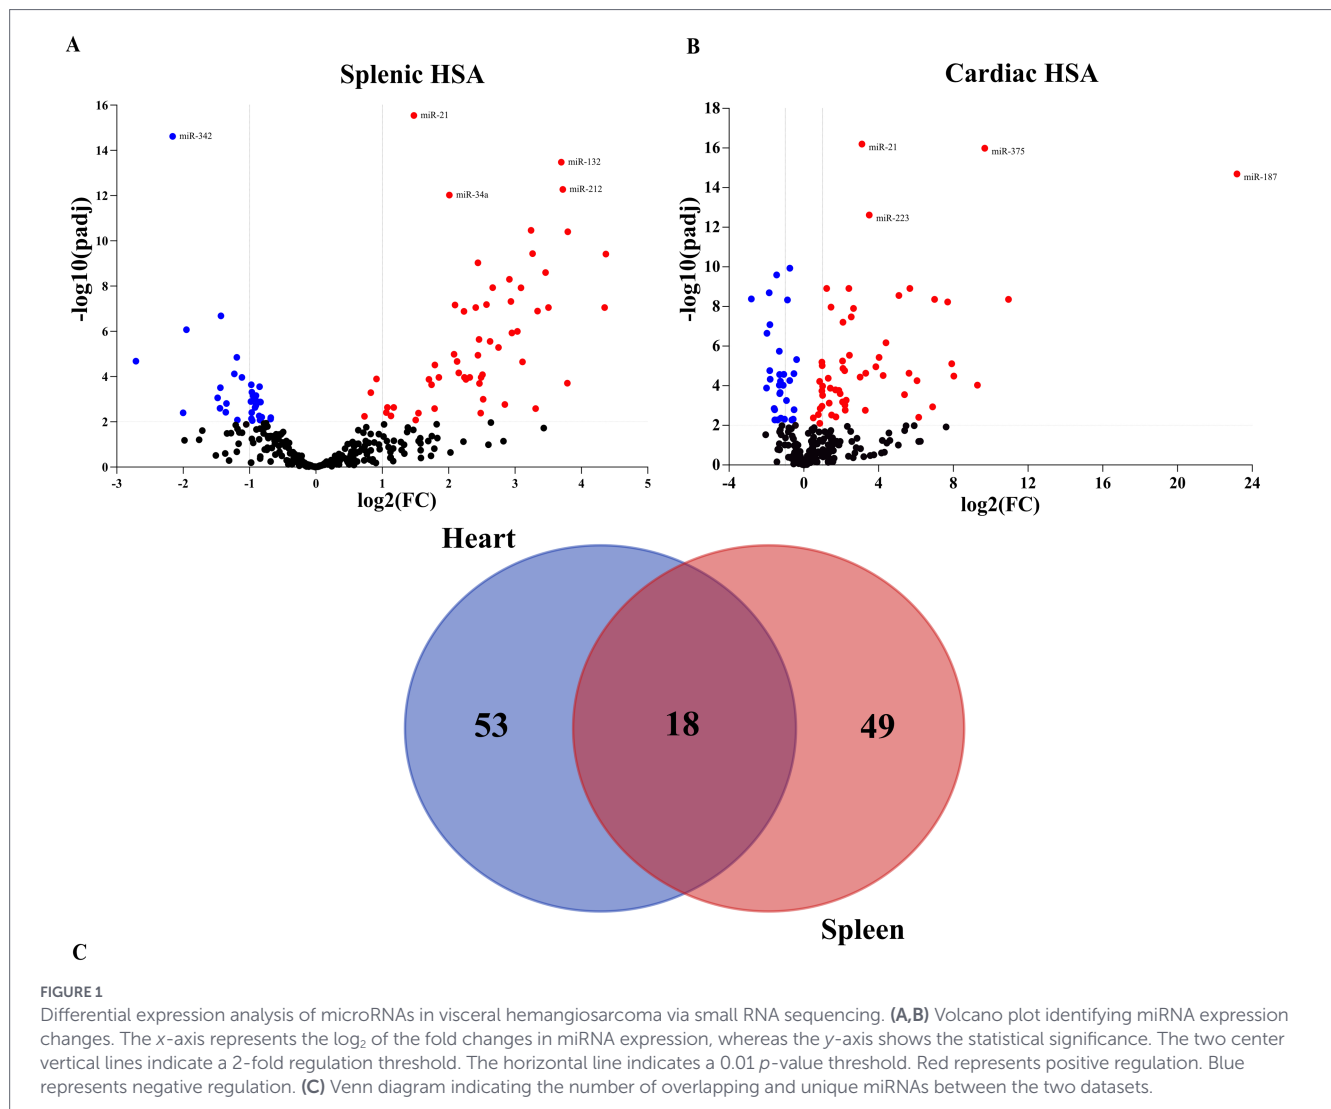 A
Splenic HSA
-log10(padj)
16
14
12
10
8
6
4
2
0
miR-342
miR-21
miR-132
miR-212
miR-34a
-3
-2
-1
0
1
2
3
4
5
log2(FC)
B
Cardiac HSA
-log10(padj)
18
16
14
12
10
8
6
4
2
0
miR-21
miR-375
miR-187
miR-223
-4
0
4
8
12
16
20
24
log2(FC)
Heart
53
18
49
Spleen
C
FIGURE 1
Differential expression analysis of microRNAs in visceral hemangiosarcoma via small RNA sequencing. (A,B) Volcano plot identifying miRNA expression
changes. The x-axis represents the log2 of the fold changes in miRNA expression, whereas the y-axis shows the statistical significance. The two center
vertical lines indicate a 2-fold regulation threshold. The horizontal line indicates a 0.01 p-value threshold. Red represents positive regulation. Blue
represents negative regulation. (C) Venn diagram indicating the number of overlapping and unique miRNAs between the two datasets.